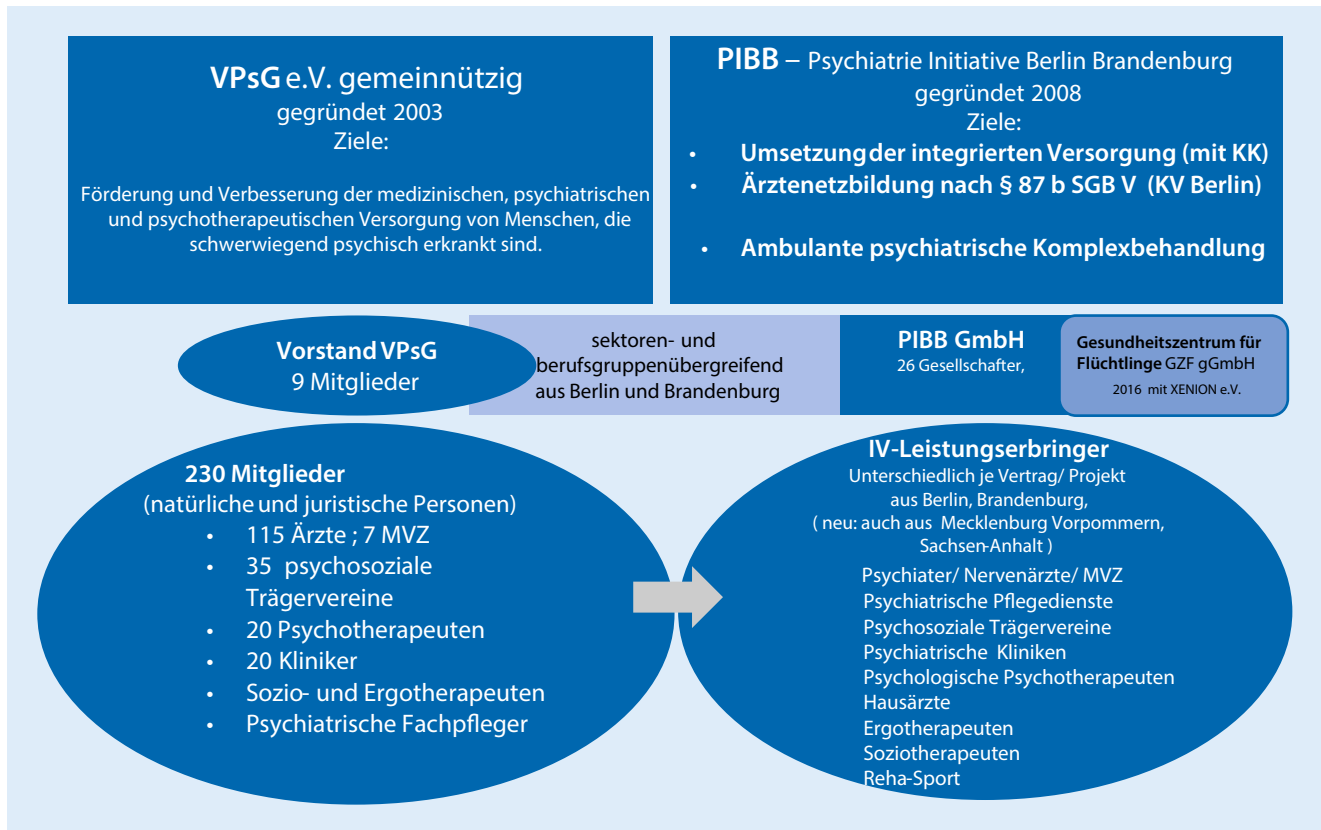 VPsG e.V. gemeinnützig
gegründet 2003
Ziele:
Förderung und Verbesserung der medizinischen, psychiatrischen
und psychotherapeutischen Versorgung von Menschen, die
schwerwiegend psychisch erkrankt sind.
PIBB – Psychiatrie Initiative Berlin Brandenburg
gegründet 2008
Ziele:
• Umsetzung der integrierten Versorgung (mit KK)
• Ärztenetzbildung nach § 87 b SGB V (KV Berlin)
• Ambulante psychiatrische Komplexbehandlung
Vorstand VPsG
9 Mitglieder
sektoren- und
berufsgruppenübergreifend
aus Berlin und Brandenburg
PIBB GmbH
26 Gesellschafter,
Gesundheitszentrum für
Flüchtlinge GZF gGmbH
2016 mit XENION e.V.
230 Mitglieder
(natürliche und juristische Personen)
• 115 Ärzte ; 7 MVZ
• 35 psychosoziale
Trägervereine
• 20 Psychotherapeuten
• 20 Kliniker
• Sozio- und Ergotherapeuten
• Psychiatrische Fachpfleger
IV-Leistungserbringer
Unterschiedlich je Vertrag/ Projekt
aus Berlin, Brandenburg,
( neu: auch aus Mecklenburg Vorpommern,
Sachsen-Anhalt )
Psychiater/ Nervenärzte/ MVZ
Psychiatrische Pflegedienste
Psychosoziale Trägervereine
Psychiatrische Kliniken
Psychologische Psychotherapeuten
Hausärzte
Ergotherapeuten
Soziotherapeuten
Reha-Sport